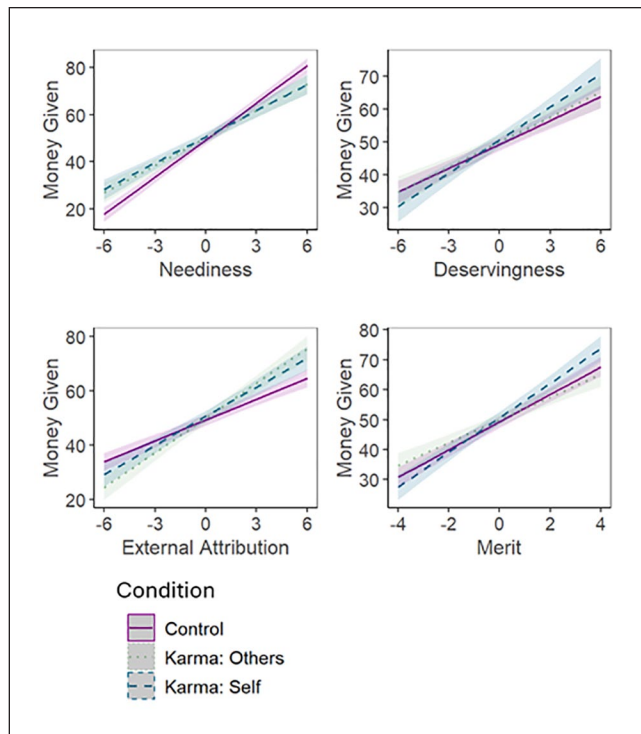 Money Given
80
60
40
20
-6 -3 0 3 6
Neediness
Money Given
70
60
50
40
30
-6 -3 0 3 6
Deservingness
Money Given
80
60
40
20
-6 -3 0 3 6
External Attribution
Money Given
80
70
60
50
40
30
-4 -2 0 2 4
Merit
Condition
Control
Karma: Others
Karma: Self